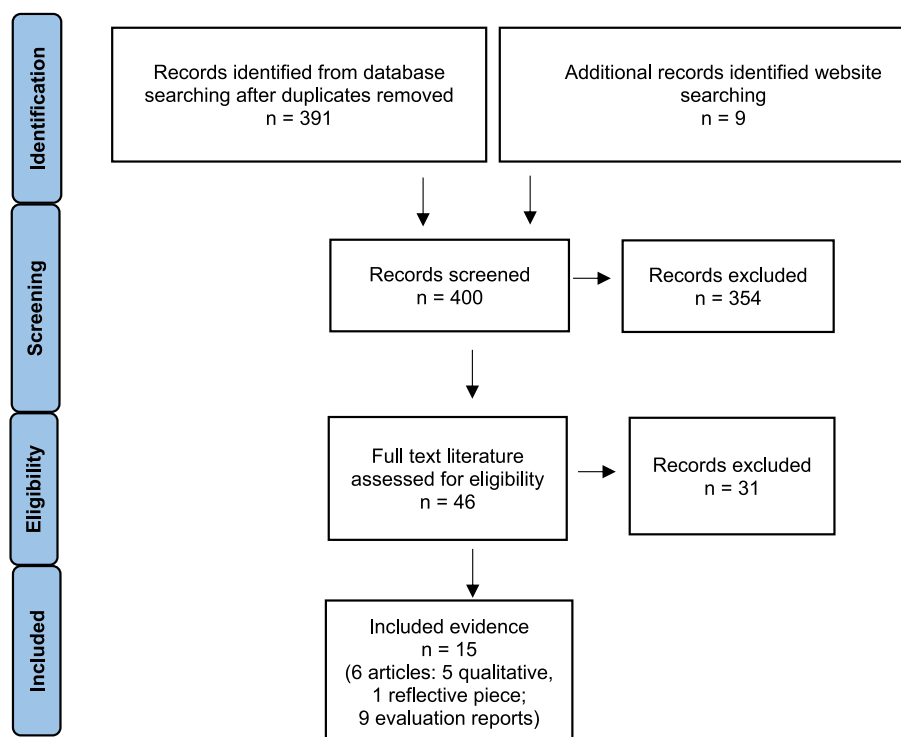 Identification
Records identified from database
searching after duplicates removed
n = 391
Additional records identified website
searching
n = 9
Screening
Records screened
n = 400
Records excluded
n = 354
Eligibility
Full text literature
assessed for eligibility
n = 46
Records excluded
n = 31
Included
Included evidence
n = 15
(6 articles: 5 qualitative,
1 reflective piece;
9 evaluation reports)